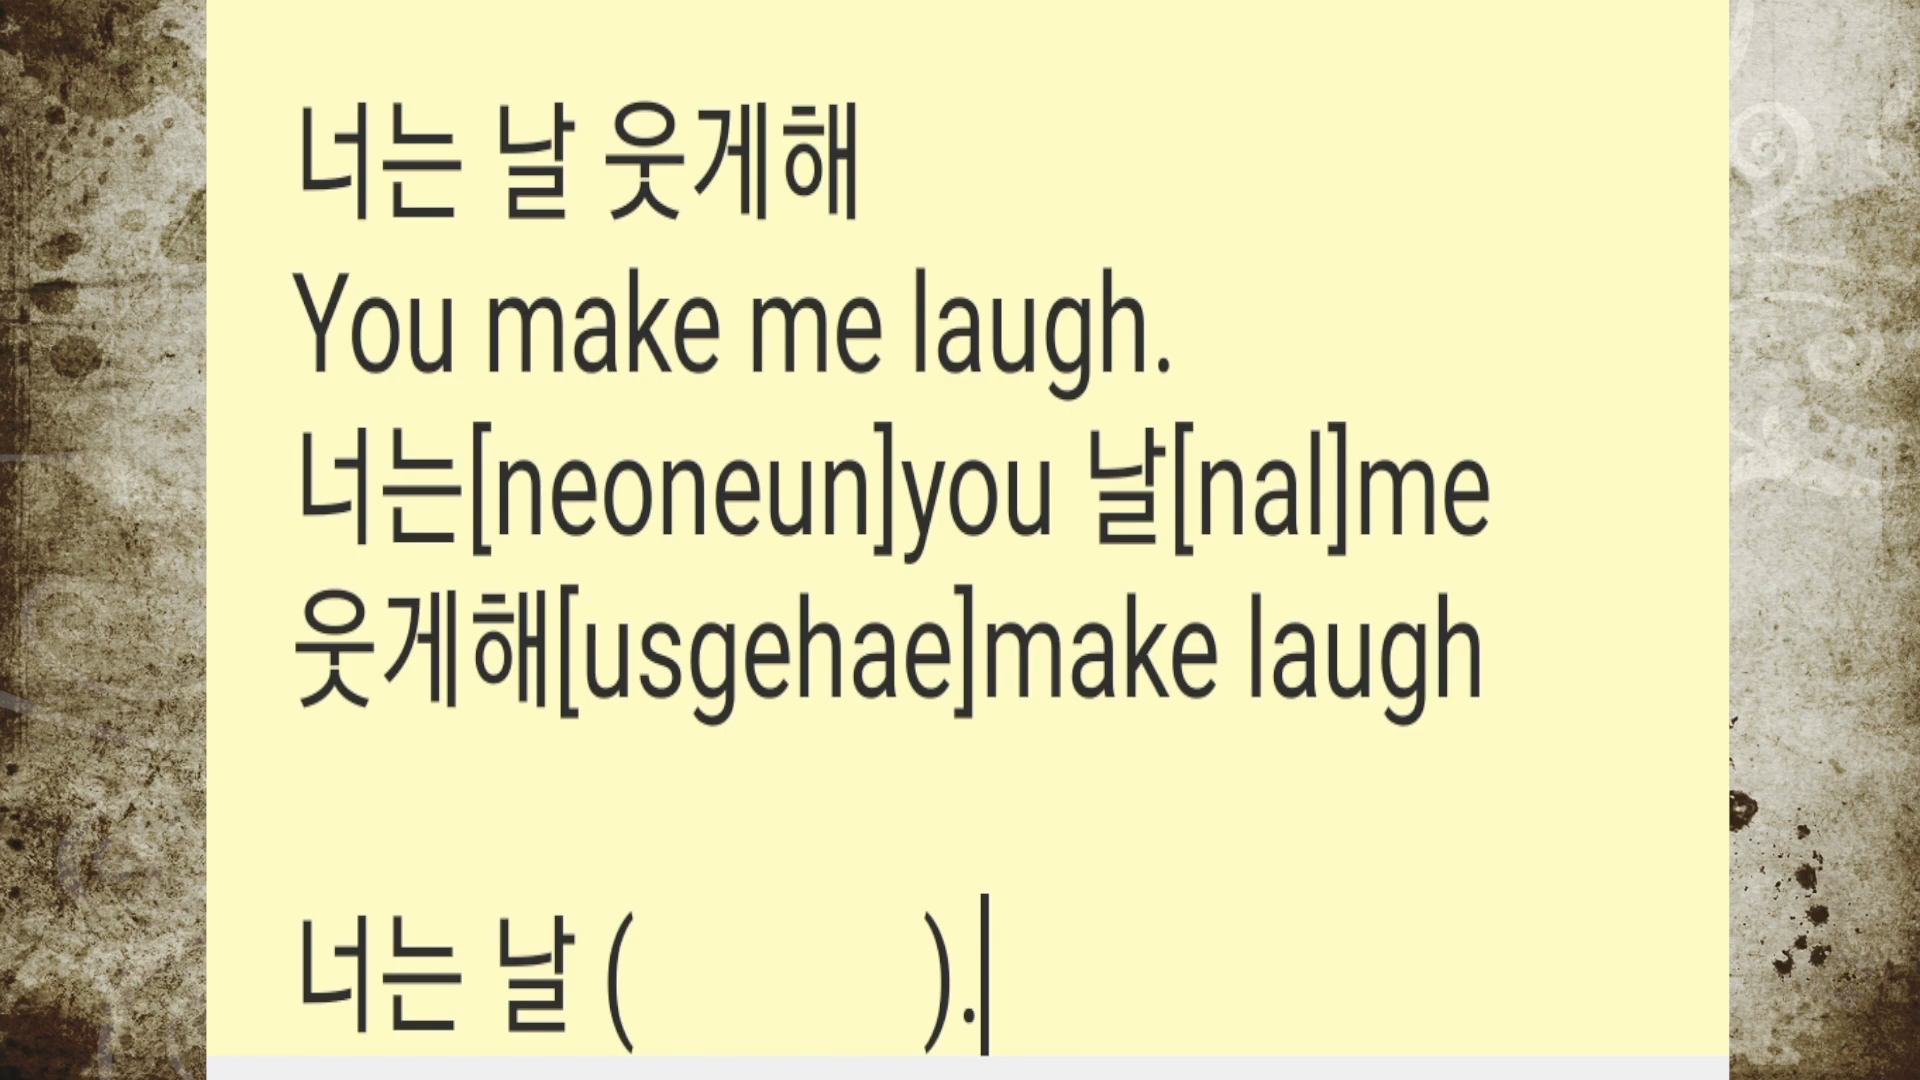 너는 날 웃게해
You make me laugh.
너는[neoneun]you 날[nal]me
웃게해[usgehae]make laugh
너는 날 (            ).